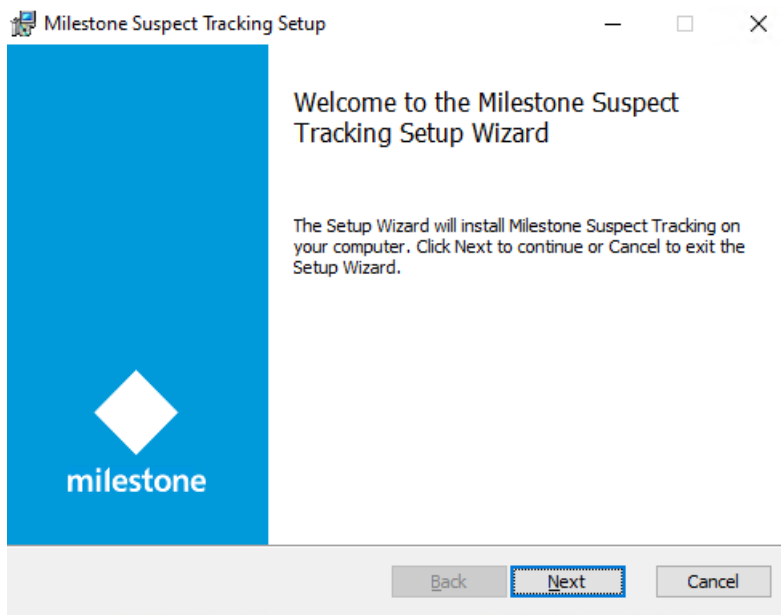 Milestone Suspect Tracking Setup
Welcome to the Milestone Suspect
Tracking Setup Wizard
The Setup Wizard will install Milestone Suspect Tracking on
your computer. Click Next to continue or Cancel to exit the
Setup Wizard.
milestone
Back Next Cancel